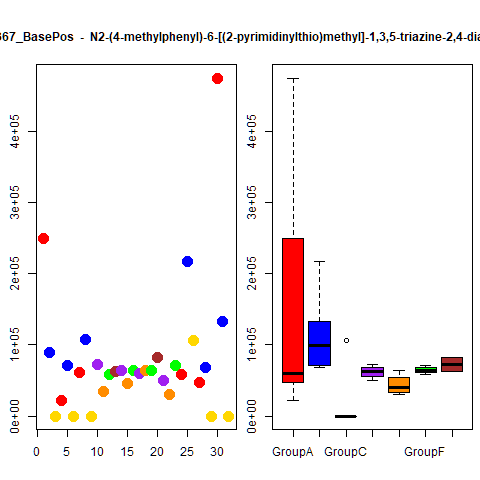 367_BasePos - N2-(4-methylphenyl)-6-[(2-pyrimidinylthio)methyl]-1,3,5-triazine-2,4-dia
0e+00 1e+05 2e+05 3e+05 4e+05
0 5 10 15 20 25 30
0e+00 1e+05 2e+05 3e+05 4e+05
GroupA GroupC GroupF